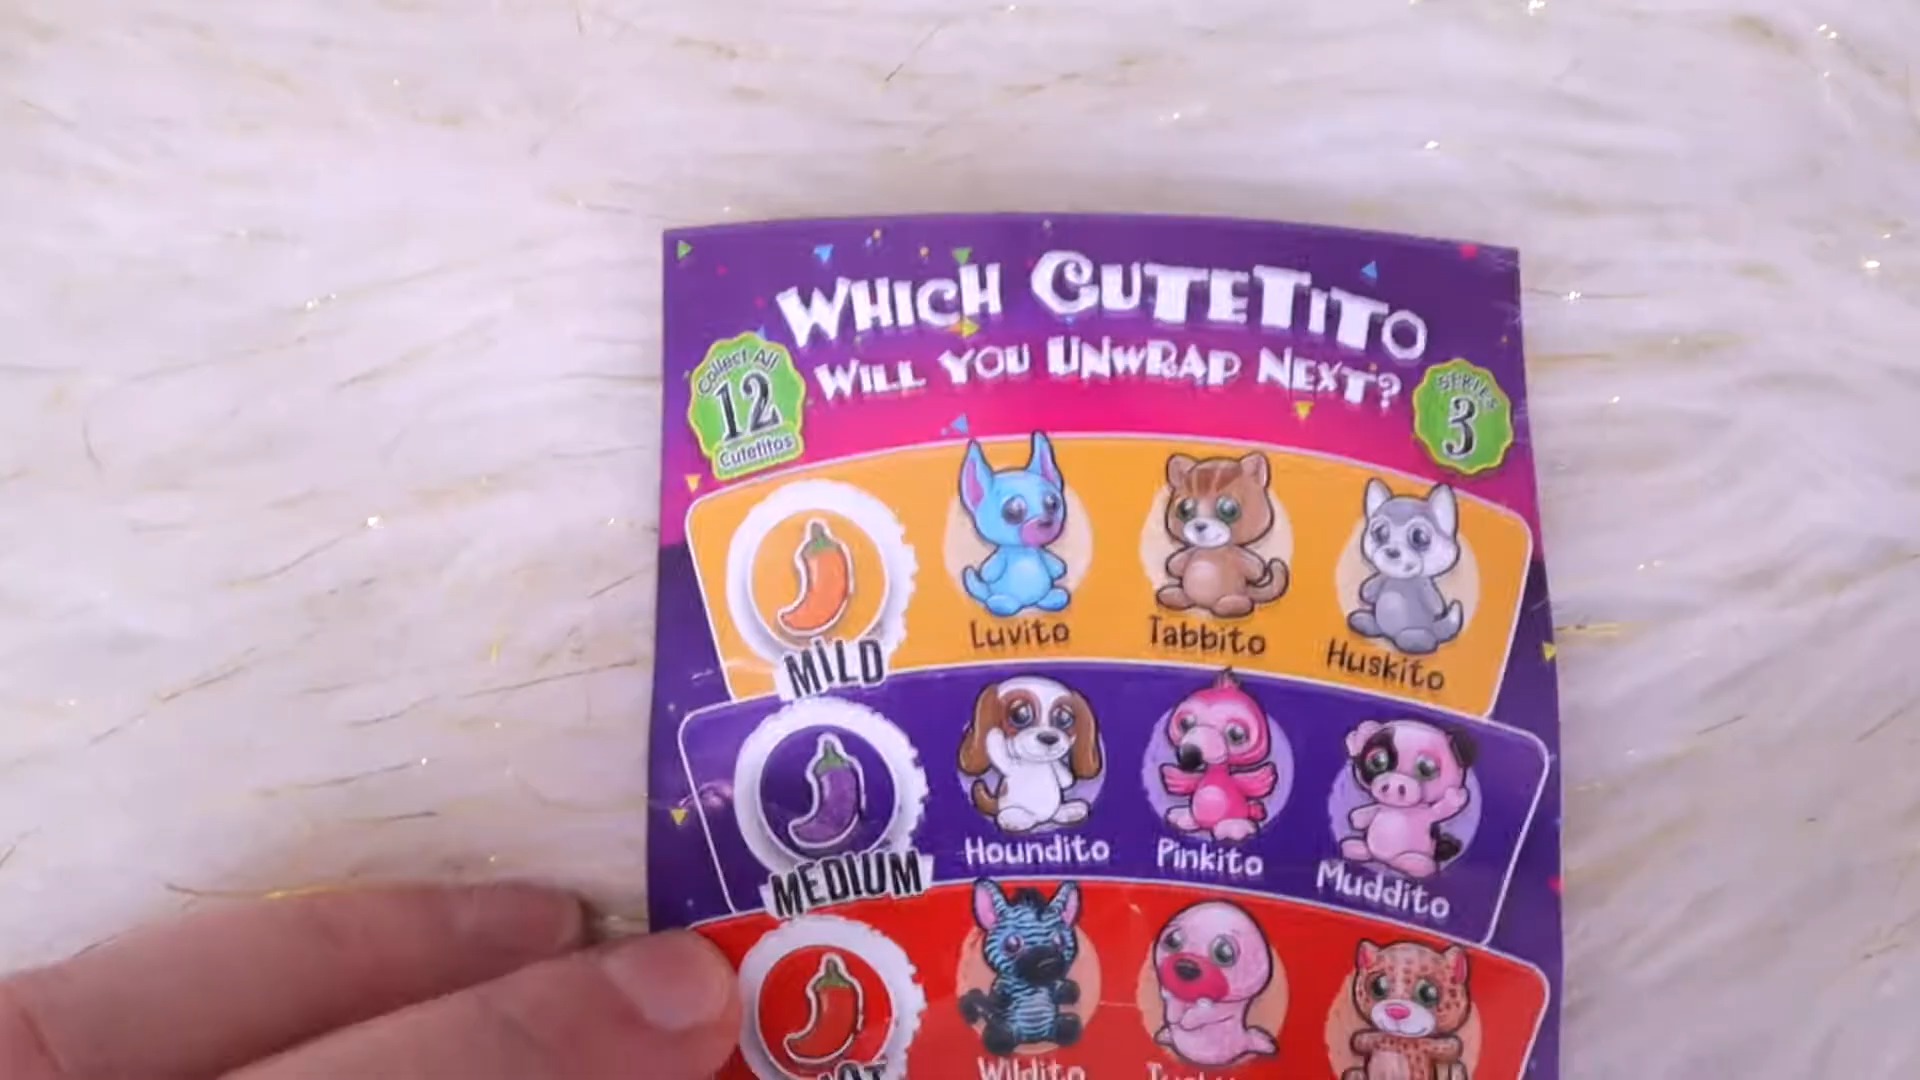 WHICH CUTETITO
WILL YOU UNWRAP NEXT?
Collect All
12
Cutetitos
SERIES
3
MILD
Luvito
Tabbito
Huskito
MEDIUM
Houndito
Pinkito
Muddito
Wildito